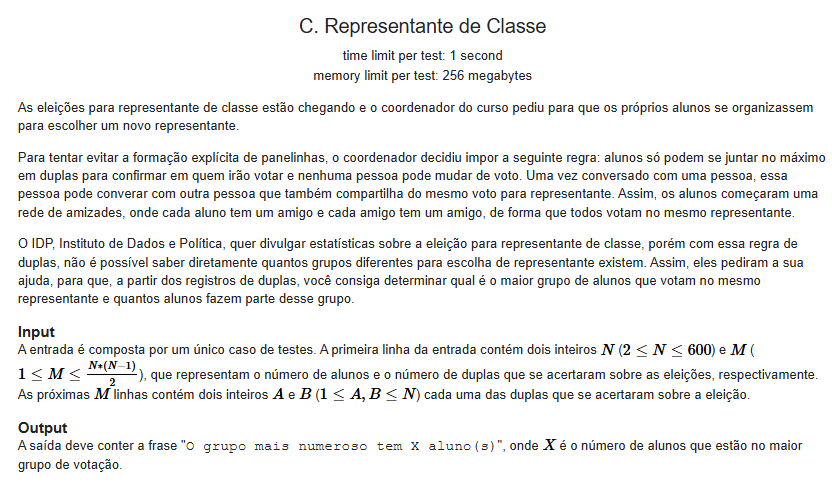 C. Representante de Classe
time limit per test: 1 second
memory limit per test: 256 megabytes
As eleições para representante de classe estão chegando e o coordenador do curso pediu para que os próprios alunos se organizassem
para escolher um novo representante.
Para tentar evitar a formação explícita de panelinhas, o coordenador decidiu impor a seguinte regra: alunos só podem se juntar no máximo
em duplas para confirmar em quem irão votar e nenhuma pessoa pode mudar de voto. Uma vez conversado com uma pessoa, essa
pessoa pode converar com outra pessoa que também compartilha do mesmo voto para representante. Assim, os alunos começaram uma
rede de amizades, onde cada aluno tem um amigo e cada amigo tem um amigo, de forma que todos votam no mesmo representante.
O IDP, Instituto de Dados e Política, quer divulgar estatísticas sobre a eleição para representante de classe, porém com essa regra de
duplas, não é possível saber diretamente quantos grupos diferentes para escolha de representante existem. Assim, eles pediram a sua
ajuda, para que, a partir dos registros de duplas, você consiga determinar qual é o maior grupo de alunos que votam no mesmo
representante e quantos alunos fazem parte desse grupo.
Input
A entrada é composta por um único caso de testes. A primeira linha da entrada contém dois inteiros N (2 ≤ N ≤ 600) e M (
1 ≤ M ≤ N*(N−1)/2), que representam o número de alunos e o número de duplas que se acertaram sobre as eleições, respectivamente.
As próximas M linhas contém dois inteiros A e B (1 ≤ A, B ≤ N) cada uma das duplas que se acertaram sobre a eleição.
Output
A saída deve conter a frase "O grupo mais numeroso tem X aluno(s)", onde X é o número de alunos que estão no maior
grupo de votação.